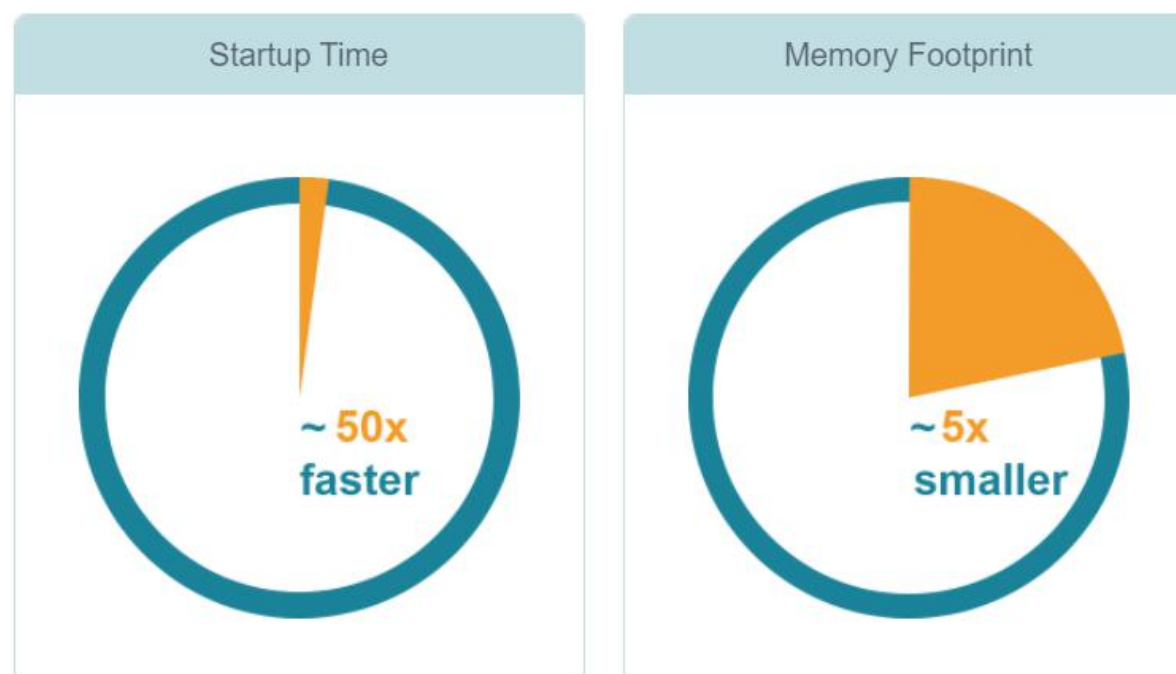 Startup Time
~ 50x
faster
Memory Footprint
~ 5x
smaller